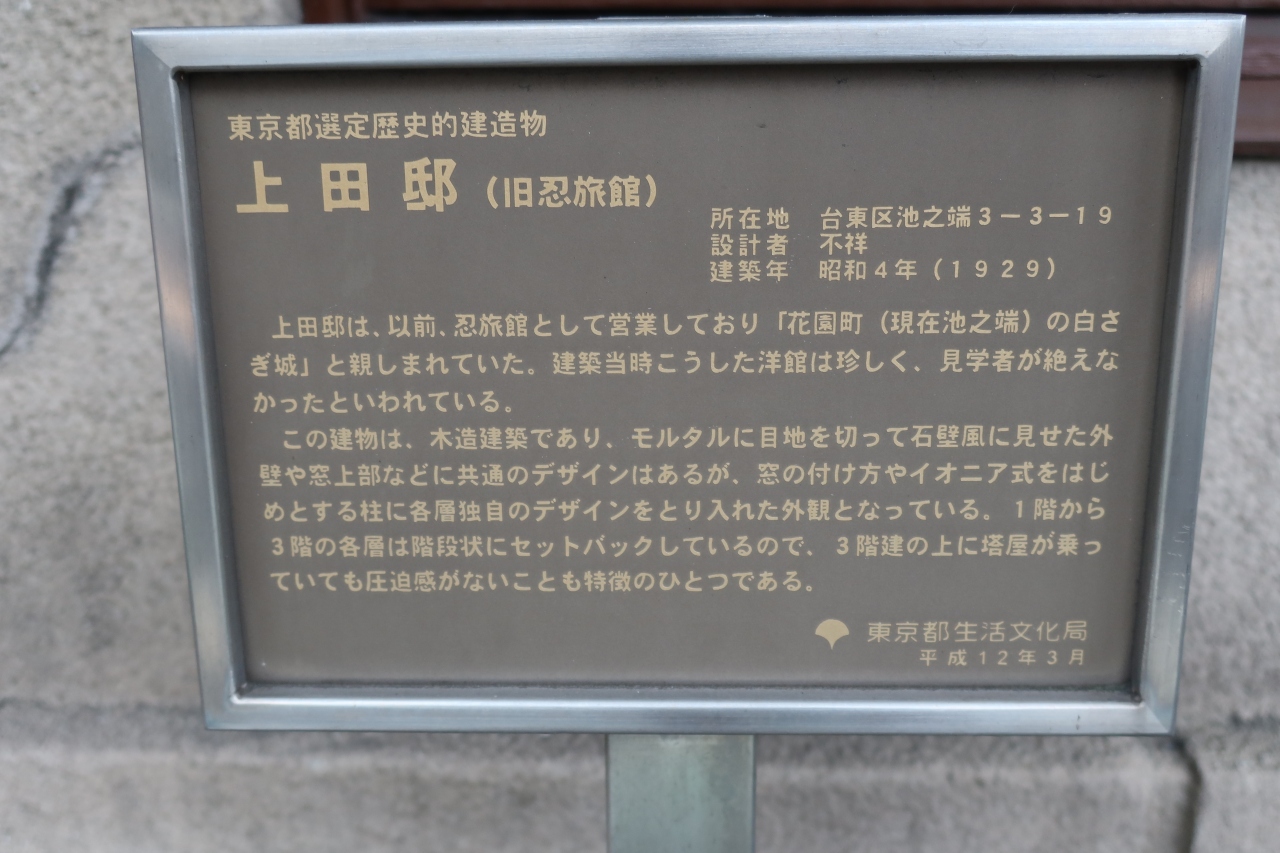 東京都選定歴史的建造物
上田邸（旧忍旅館）
所在地　台東区池之端３－３－１９
設計者　不祥
建築年　昭和４年（１９２９）
上田邸は、以前、忍旅館として営業しており「花園町（現在池之端）の白さ
ぎ城」と親しまれていた。建築当時こうした洋館は珍しく、見学者が絶えな
かったといわれている。
この建物は、木造建築であり、モルタルに目地を切って石壁風に見せた外
壁や窓上部などに共通のデザインはあるが、窓の付け方やイオニア式をはじ
めとする柱に各層独自のデザインをとり入れた外観となっている。１階から
３階の各層は階段状にセットバックしているので、３階建の上に塔屋が乗っ
ていても圧迫感がないことも特徴のひとつである。
東京都生活文化局
平成１２年３月